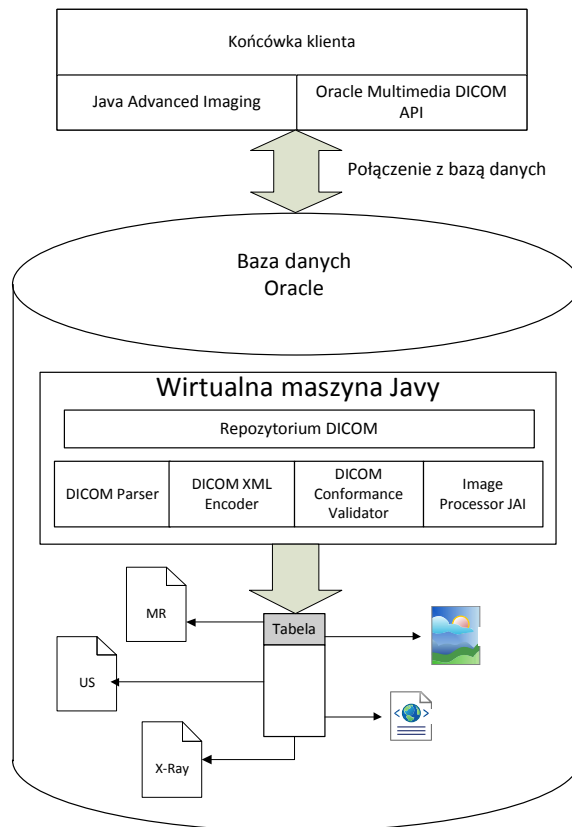 Końcówka klienta
Java Advanced Imaging
Oracle Multimedia DICOM
API
Połączenie z bazą danych
Baza danych
Oracle
Wirtualna maszyna Javy
Repozytorium DICOM
DICOM Parser
DICOM XML
Encoder
DICOM
Conformance
Validator
Image
Processor JAI
MR
Tabela
US
X-Ray